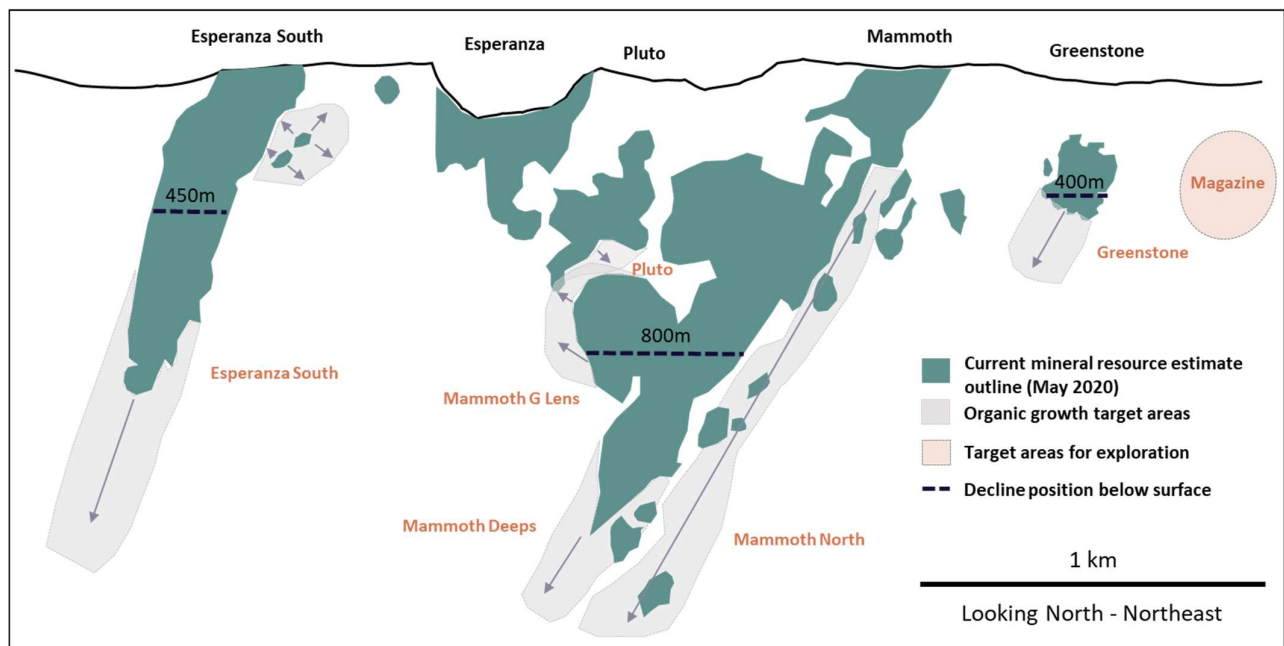 Esperanza South
Esperanza
Pluto
Mammoth
Greenstone
450m
400m
Magazine
Greenstone
Pluto
800m
Esperanza South
Mammoth G Lens
Mammoth Deeps
Mammoth North
Current mineral resource estimate
outline (May 2020)
Organic growth target areas
Target areas for exploration
Decline position below surface
1 km
Looking North - Northeast